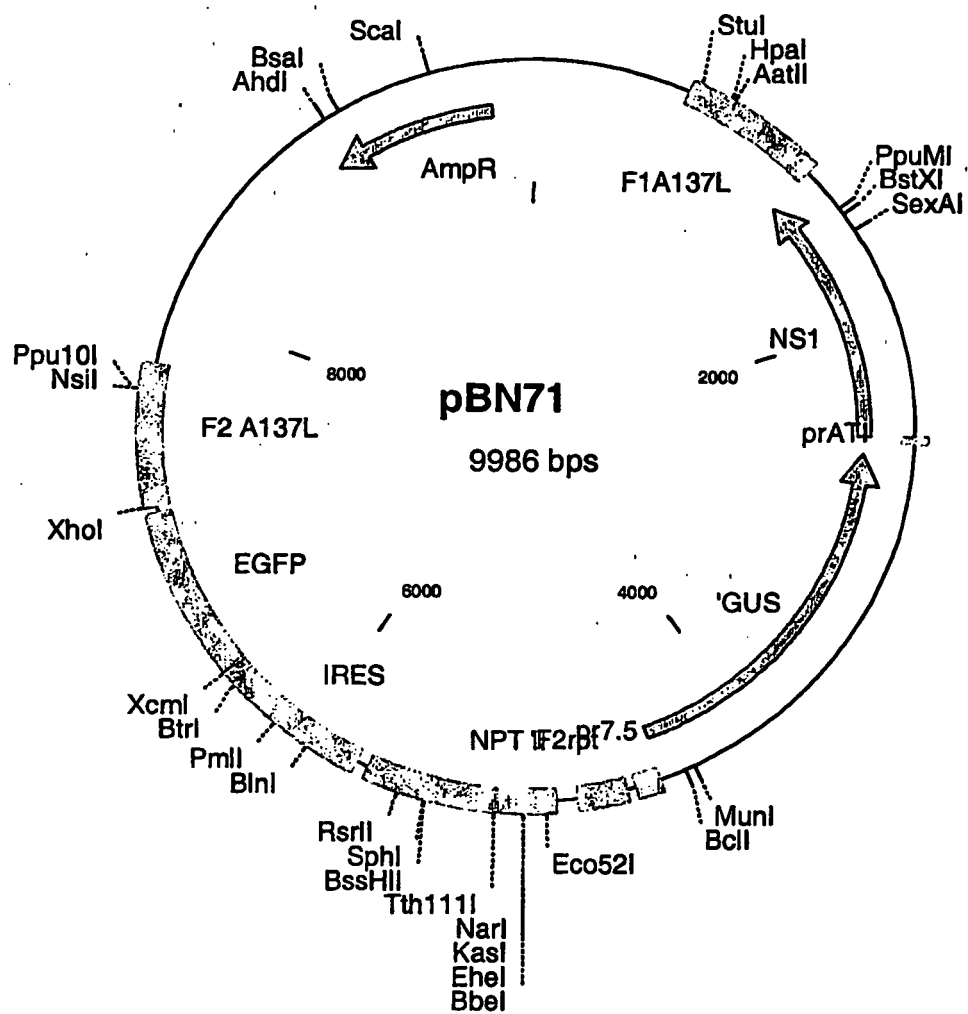 StuI
ScaI
HpaI
BsaI
AatII
AhdI
PpuMI
AmpR
F1A137L
BstXI
SexAI
NS1
Ppu10I
8000
2000
NsiI
pBN71
F2 A137L
prATI
9986 bps
XhoI
EGFP
6000
4000
'GUS
IRES
XcmI
BtrI
NPT
F2rpt
pr7.5
PmlI
BlnI
MunI
RsrII
BclI
SphI
Eco52I
BssHII
Tth111I
NarI
KasI
EheI
BbeI